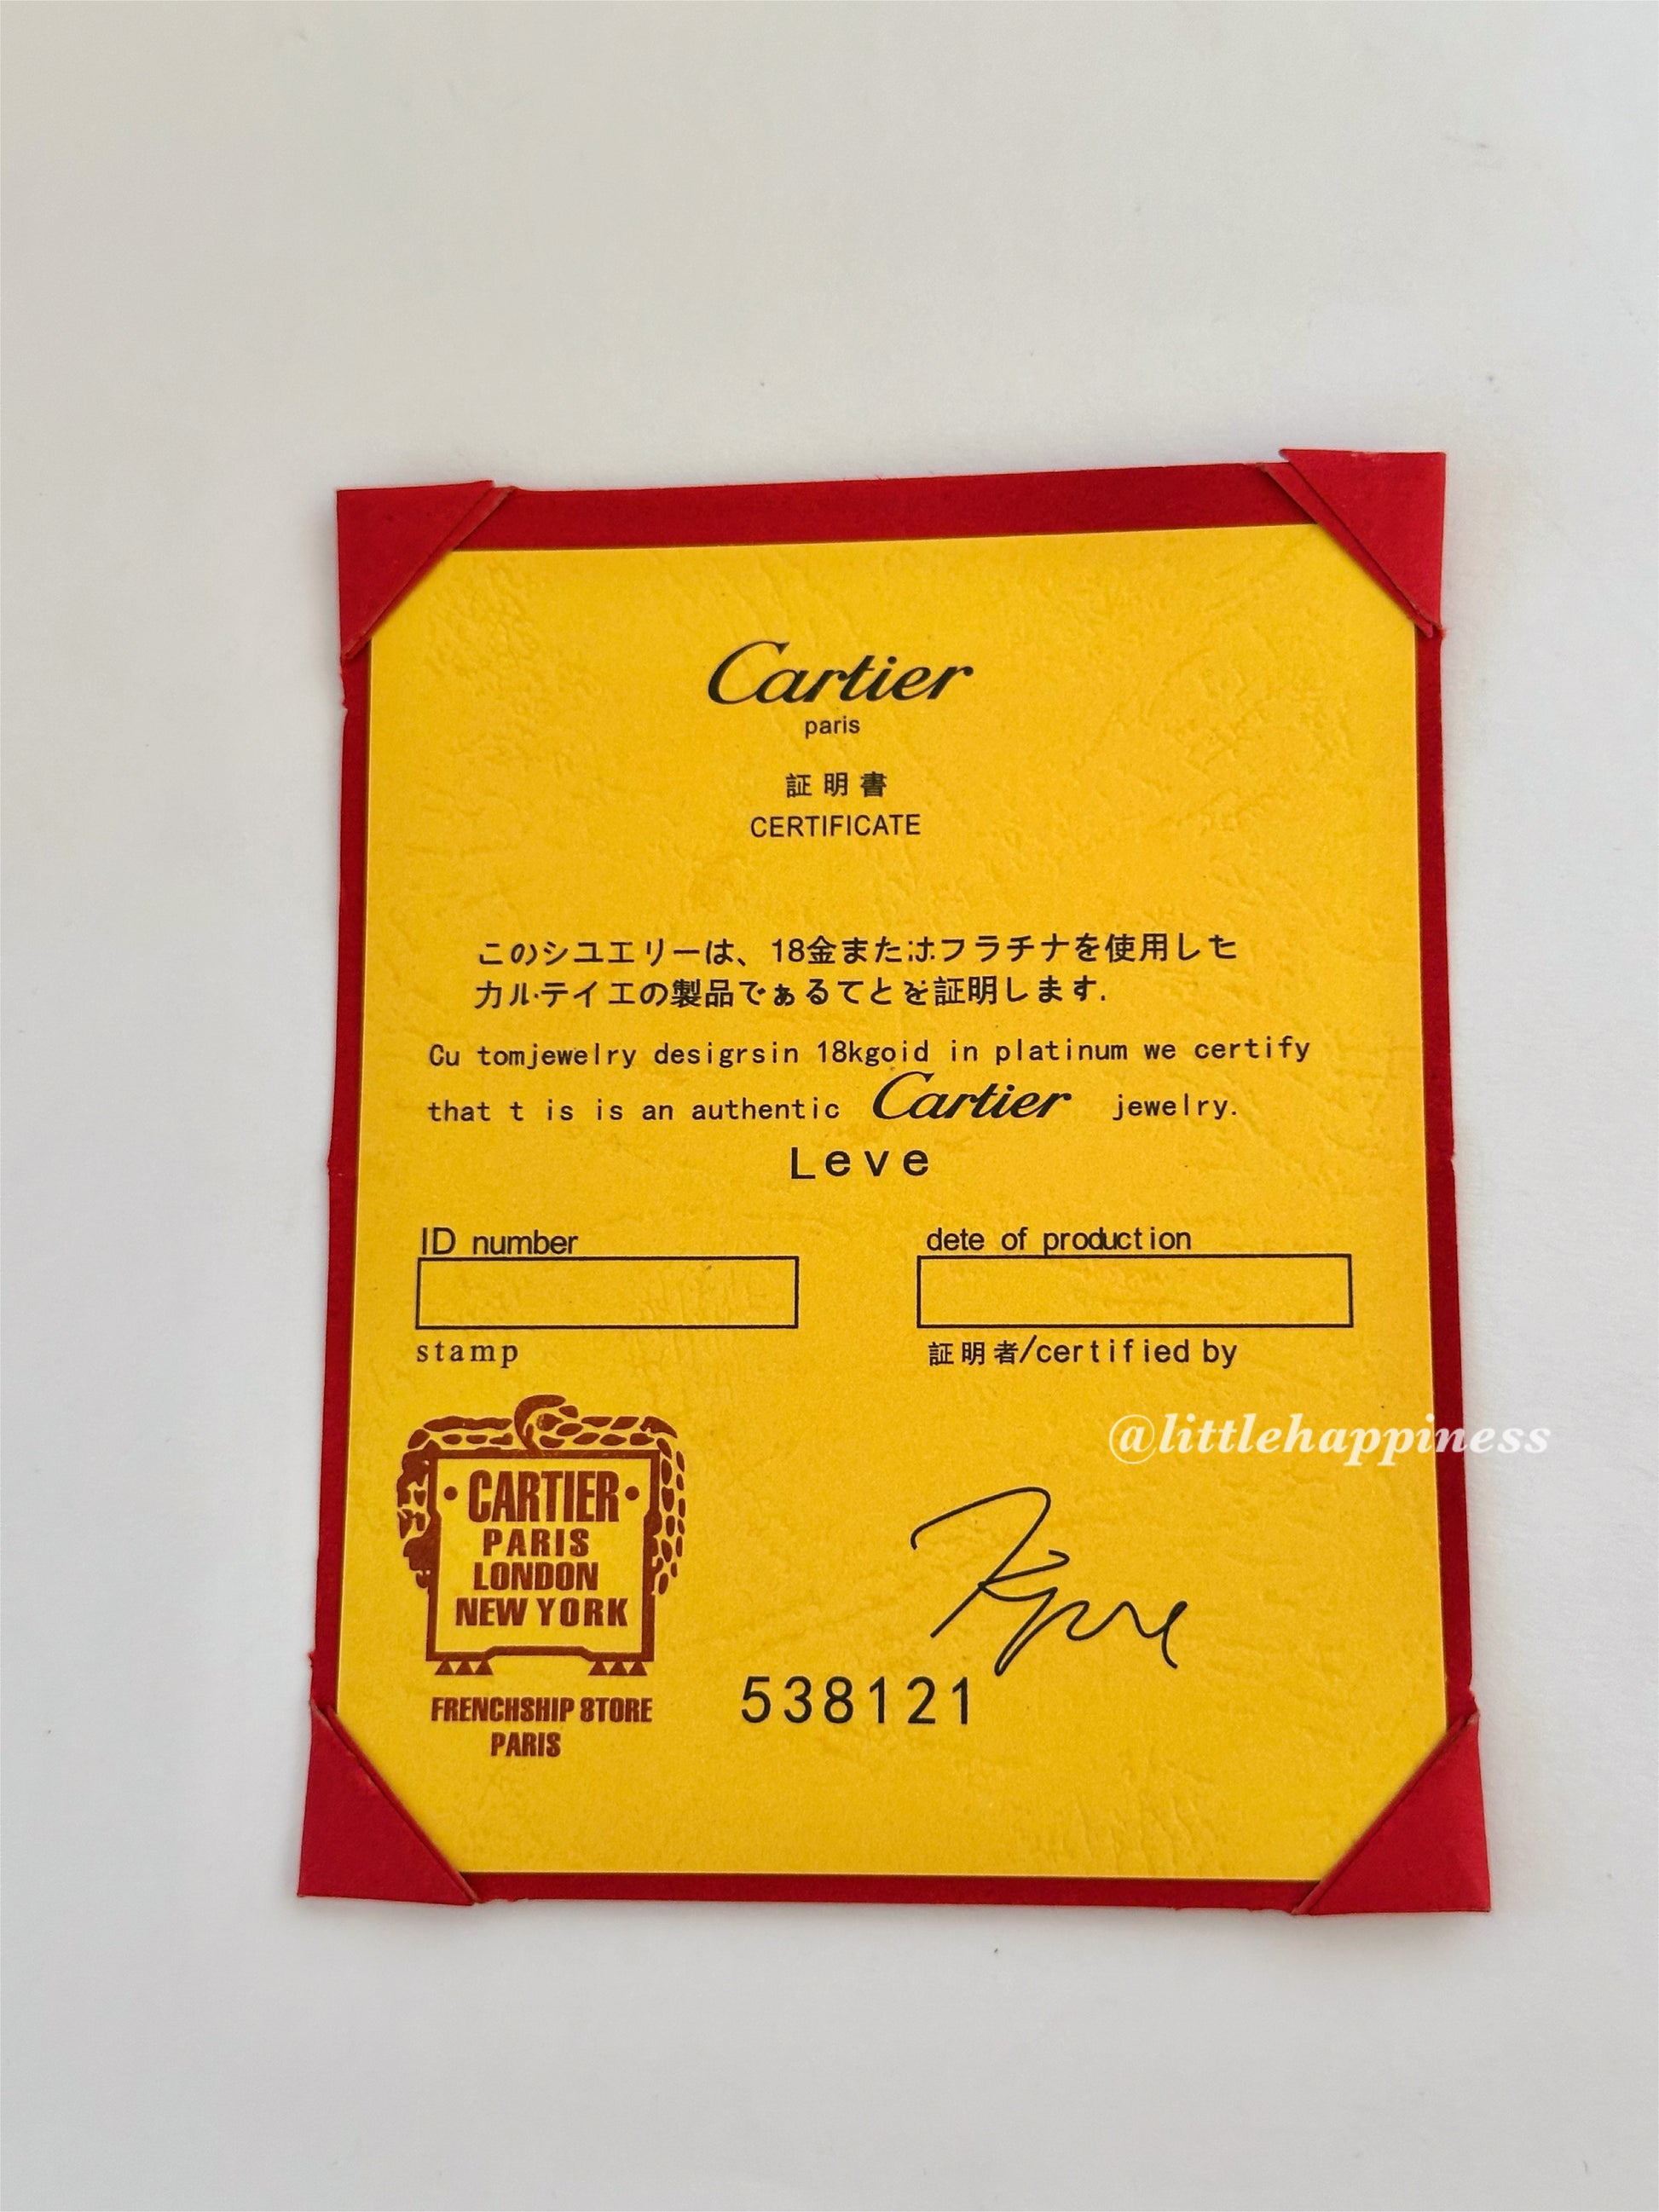 Cartier
paris
証明書
CERTIFICATE
このシユエリーは、18金またはフラチナを使用しセ
カルテイエの製品でぁるてとを証明します.
Cu tomjewelry desigrsin 18kgoid in platinum we certify
that t is is an authentic Cartier jewelry.
Leve
ID number
dete of production
stamp
証明者/certified by
@littlehappiness
• CARTIER •
PARIS
LONDON
NEW YORK
538121
FRENCHSHIP 8TORE
PARIS